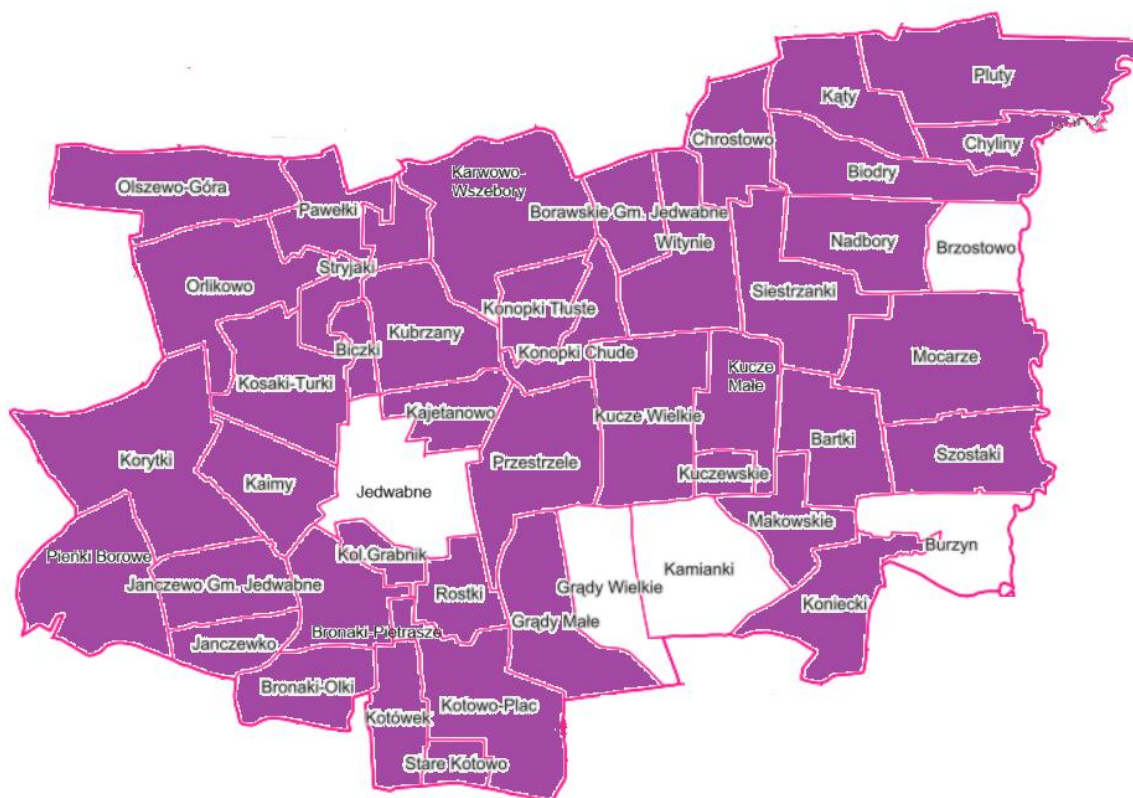 Pluty
Kąty
Chrostowo
Chyliny
Biodry
Karwowo-
Wszebory
Olszewo-Góra
Pawełki
Borawskie Gm. Jedwabne
Witynie
Nadbory
Brzostowo
Stryjaki
Orlikowo
Siestrzanki
Konopki Tłuste
Kubrzany
Biczki
Konopki Chude
Mocarze
Kucze
Małe
Kosaki-Turki
Kajetanowo
Kucze Wielkie
Bartki
Szostaki
Korytki
Przestrzele
Kuczewskie
Kaimy
Jedwabne
Makowskie
Burzyn
Pieńki Borowe
Kol.Grabnik
Kamianki
Janczewo Gm. Jedwabne
Grądy Wielkie
Rostki
Koniecki
Grądy Małe
Bronaki-Pietrasze
Janczewko
Bronaki-Olki
Kotowo-Plac
Kotówek
Stare Kotowo